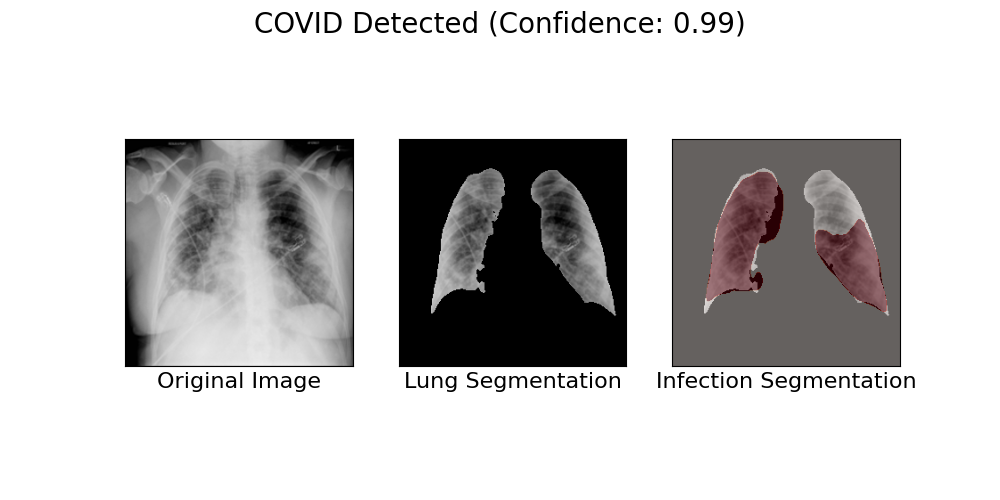 COVID Detected (Confidence: 0.99)
Original Image
Lung Segmentation
Infection Segmentation